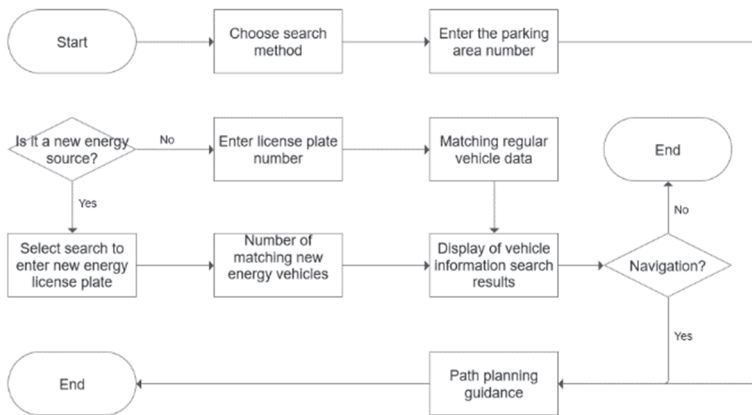 Start
Choose search
method
Enter the parking
area number
Is it a new energy
source?
No
Enter license plate
number
Matching regular
vehicle data
End
Yes
No
Select search to
enter new energy
license plate
Number of
matching new
energy vehicles
Display of vehicle
information search
results
Navigation?
Yes
End
Path planning
guidance